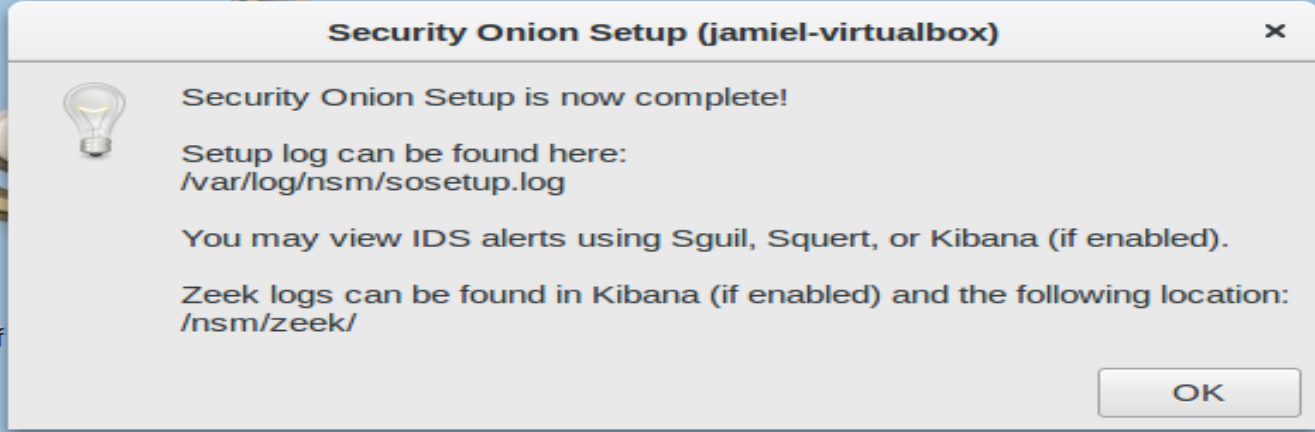 Security Onion Setup (jamiel-virtualbox)
Security Onion Setup is now complete!
Setup log can be found here:
/var/log/nsm/sosetup.log
You may view IDS alerts using Sguil, Squert, or Kibana (if enabled).
Zeek logs can be found in Kibana (if enabled) and the following location:
/nsm/zeek/
OK